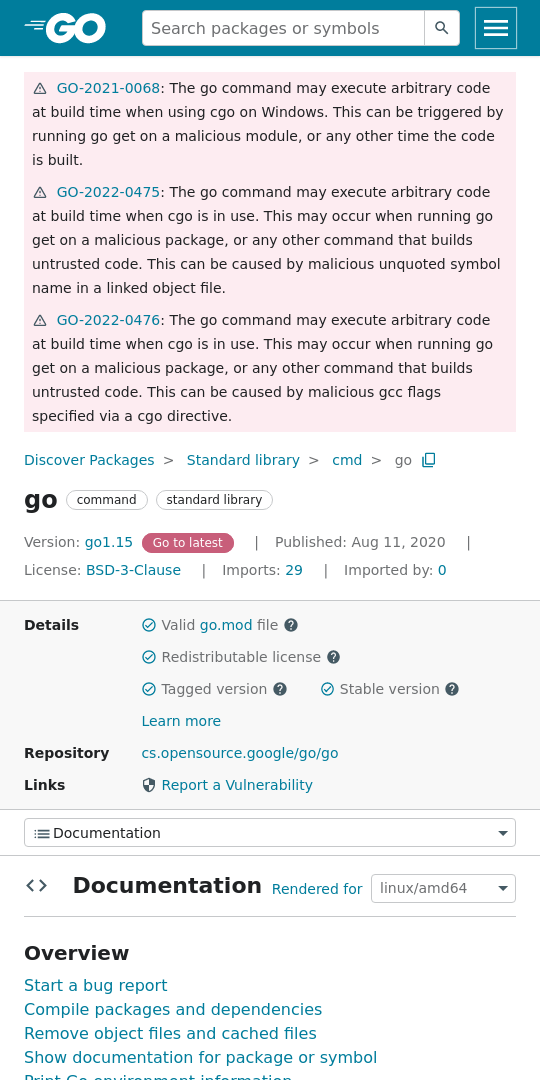 GO
Search packages or symbols
GO-2021-0068: The go command may execute arbitrary code
at build time when using cgo on Windows. This can be triggered by
running go get on a malicious module, or any other time the code
is built.
GO-2022-0475: The go command may execute arbitrary code
at build time when cgo is in use. This may occur when running go
get on a malicious package, or any other command that builds
untrusted code. This can be caused by malicious unquoted symbol
name in a linked object file.
GO-2022-0476: The go command may execute arbitrary code
at build time when cgo is in use. This may occur when running go
get on a malicious package, or any other command that builds
untrusted code. This can be caused by malicious gcc flags
specified via a cgo directive.
Discover Packages > Standard library > cmd > go
go command standard library
Version: go1.15 Go to latest | Published: Aug 11, 2020 |
License: BSD-3-Clause | Imports: 29 | Imported by: 0
Details Valid go.mod file
Redistributable license
Tagged version Stable version
Learn more
Repository cs.opensource.google/go/go
Links Report a Vulnerability
Documentation
<> Documentation Rendered for linux/amd64
Overview
Start a bug report
Compile packages and dependencies
Remove object files and cached files
Show documentation for package or symbol
Print Go environment information